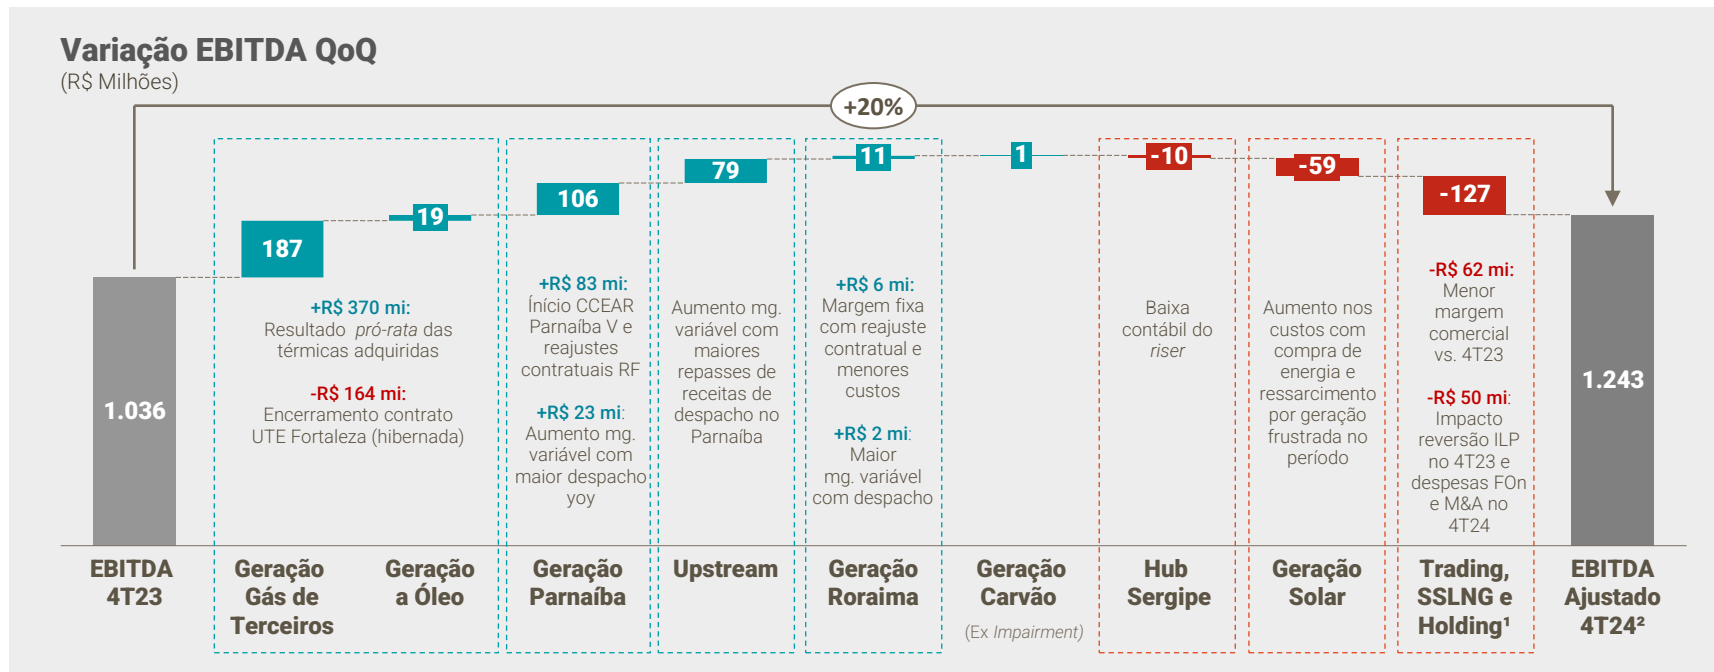 Variação EBITDA QoQ
(R$ Milhões)
+20%
1.036
187
19
106
79
11
1
-10
-59
-127
1.243
+R$ 370 mi:
Resultado pró-rata das
térmicas adquiridas
-R$ 164 mi:
Encerramento contrato
UTE Fortaleza (hibernada)
+R$ 83 mi:
Ínício CCEAR
Parnaíba V e
reajustes
contratuais RF
+R$ 23 mi:
Aumento mg.
variável com
maior despacho
yoy
Aumento mg.
variável com
maiores
repasses de
receitas de
despacho no
Parnaíba
+R$ 6 mi:
Margem fixa
com reajuste
contratual e
menores
custos
+R$ 2 mi:
Maior
mg. variável
com despacho
Baixa
contábil do
riser
Aumento nos
custos com
compra de
energia e
ressarcimento
por geração
frustrada no
período
-R$ 62 mi:
Menor
margem
comercial
vs. 4T23
-R$ 50 mi:
Impacto
reversão ILP
no 4T23 e
despesas FOn
e M&A no
4T24
EBITDA
4T23
Geração
Gás de
Terceiros
Geração
a Óleo
Geração
Parnaíba
Upstream
Geração
Roraima
Geração
Carvão
(Ex Impairment)
Hub
Sergipe
Geração
Solar
Trading,
SSLNG e
Holding¹
EBITDA
Ajustado
4T24²